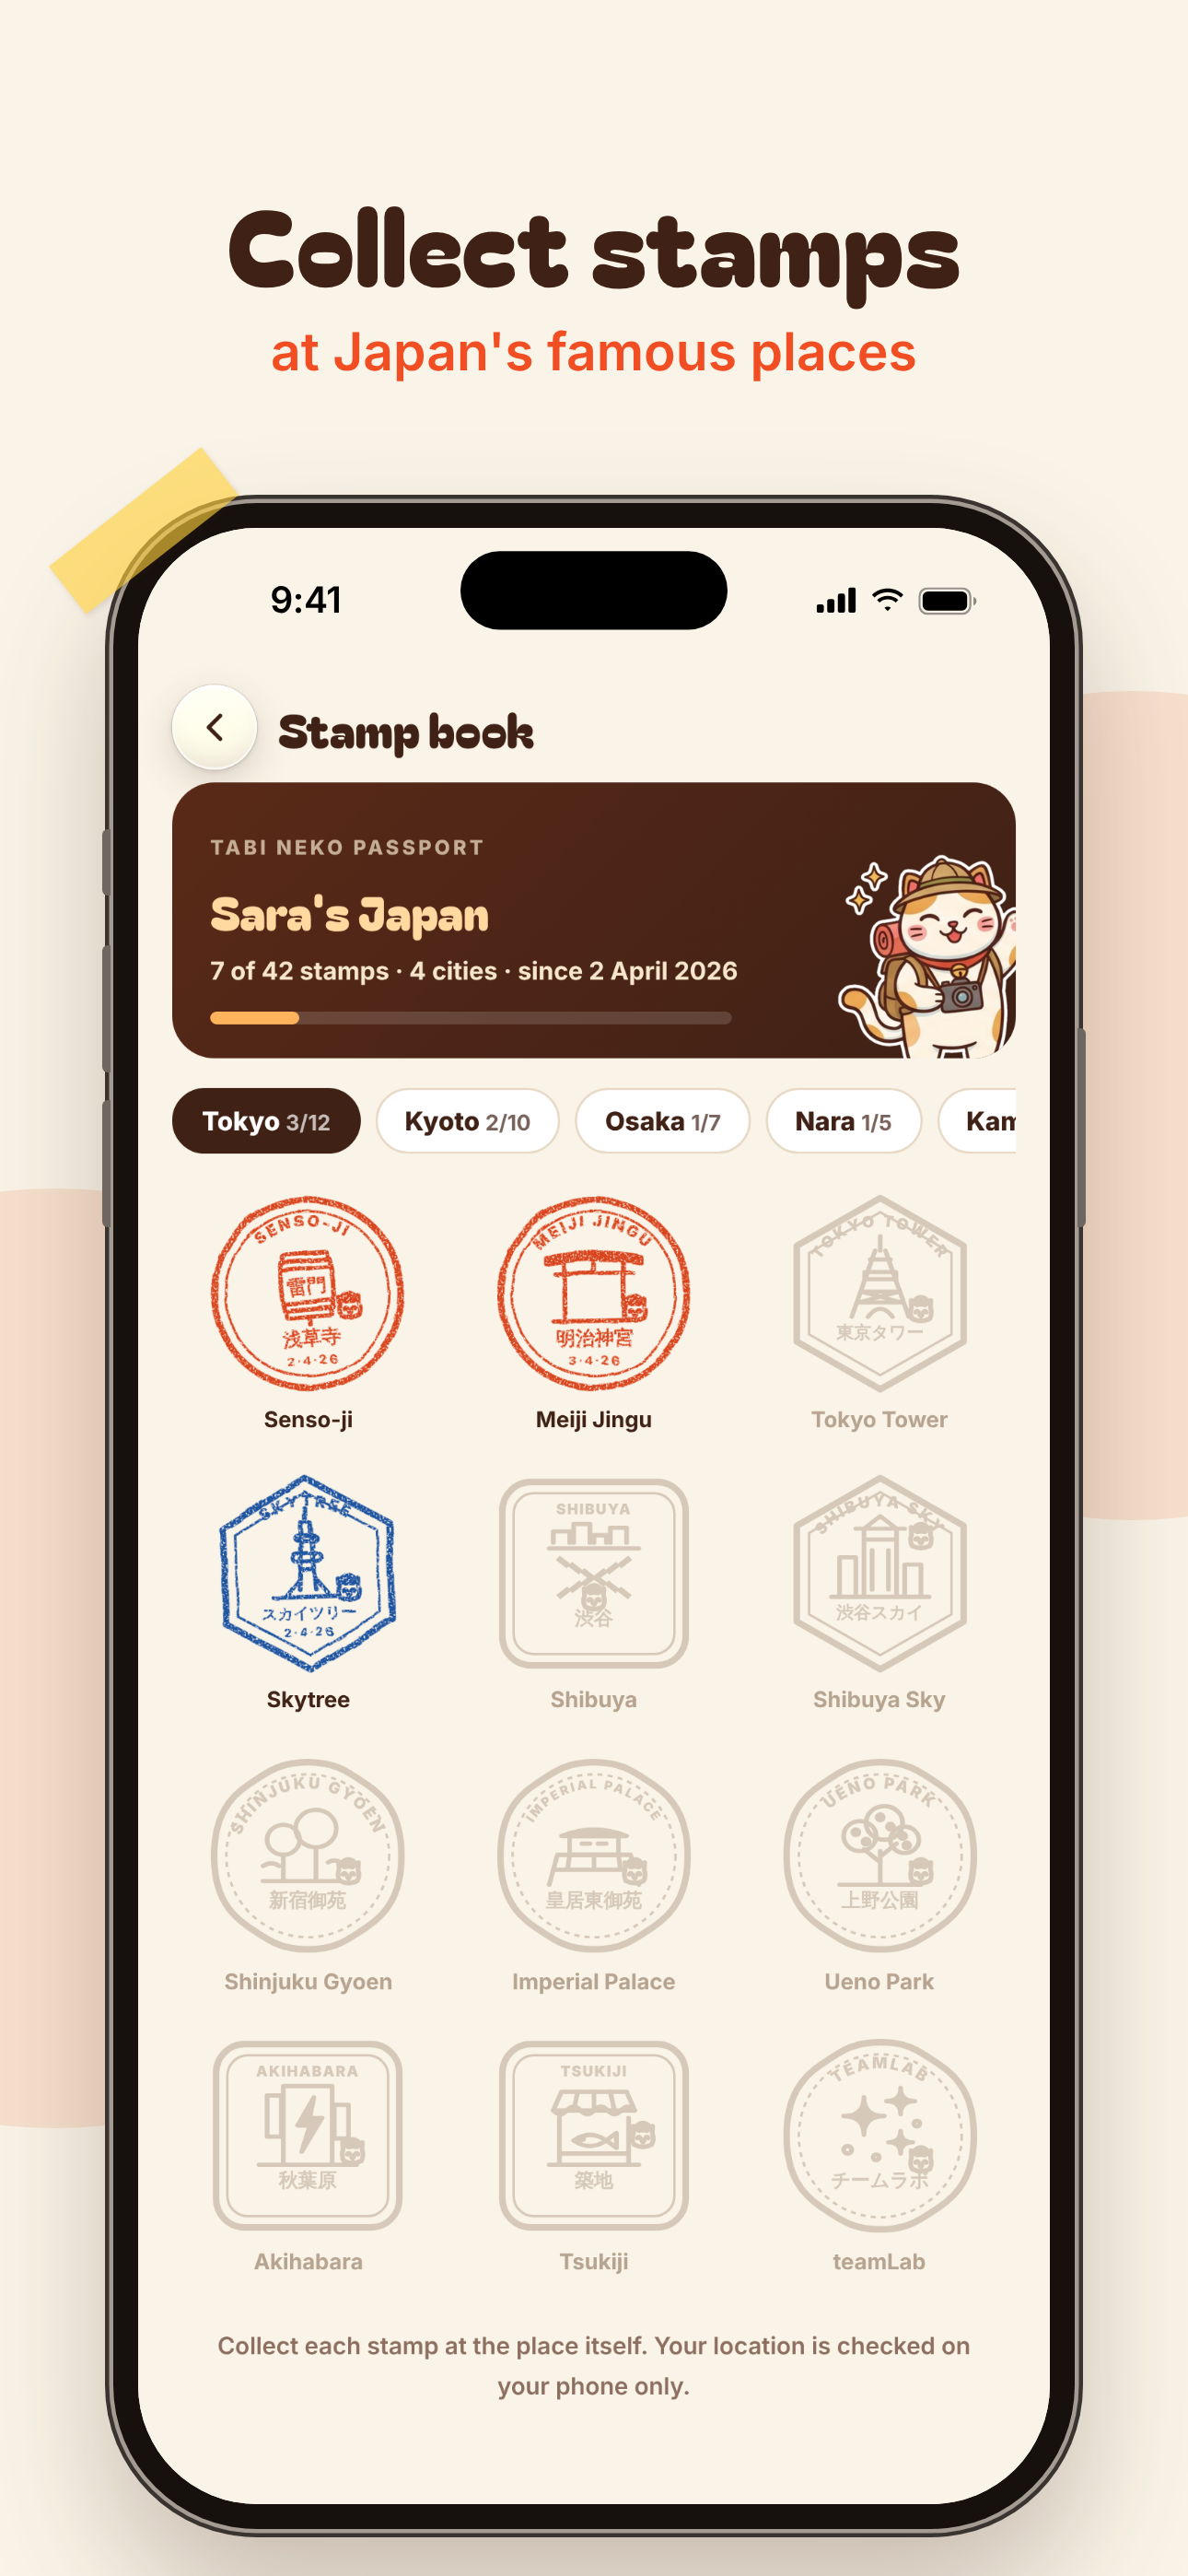 Collect stamps
at Japan's famous places
9:41
Stamp book
TABI NEKO PASSPORT
Sara's Japan
7 of 42 stamps · 4 cities · since 2 April 2026
Tokyo 3/12
Kyoto 2/10
Osaka 1/7
Nara 1/5
Kam
SENSO-JI
雷門
浅草寺
2·4·26
Senso-ji
MEIJI JINGU
明治神宮
3·4·26
Meiji Jingu
TOKYO TOWER
東京タワー
Tokyo Tower
SKYTREE
スカイツリー
2·4·26
Skytree
SHIBUYA
渋谷
Shibuya
SHIBUYA SKY
渋谷スカイ
Shibuya Sky
SHINJUKU GYOEN
新宿御苑
Shinjuku Gyoen
IMPERIAL PALACE
皇居東御苑
Imperial Palace
UENO PARK
上野公園
Ueno Park
AKIHABARA
秋葉原
Akihabara
TSUKIJI
築地
Tsukiji
TEAMLAB
チームラボ
teamLab
Collect each stamp at the place itself. Your location is checked on
your phone only.